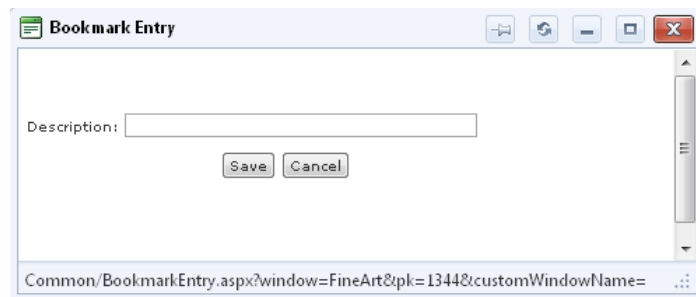 Bookmark Entry
Description:
Save Cancel
Common/BookmarkEntry.aspx?window=FineArt&pk=1344&customWindowName=